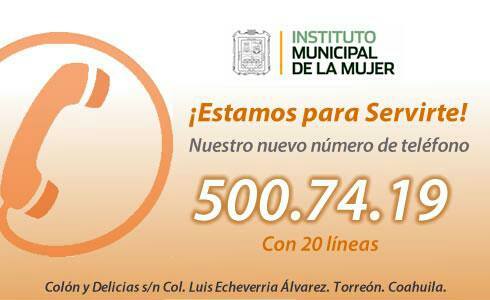 INSTITUTO
MUNICIPAL
DE LA MUJER
¡Estamos para Servirte!
Nuestro nuevo número de teléfono
500.74.19
Con 20 líneas
Colón y Delicias s/n Col. Luis Echeverria Álvarez. Torreón. Coahuila.